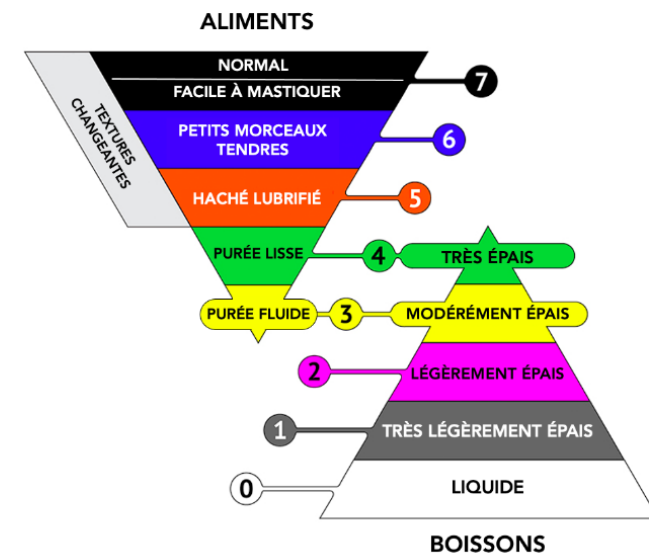 ALIMENTS
NORMAL
FACILE À MASTIQUER
7
TEXTURES
CHANGEANTES
PETITS MORCEAUX
TENDRES
6
HACHÉ LUBRIFIÉ
5
PURÉE LISSE
4
TRÈS ÉPAIS
PURÉE FLUIDE
3
MODÉRÉMENT ÉPAIS
2
LÉGÈREMENT ÉPAIS
1
TRÈS LÉGÈREMENT ÉPAIS
0
LIQUIDE
BOISSONS